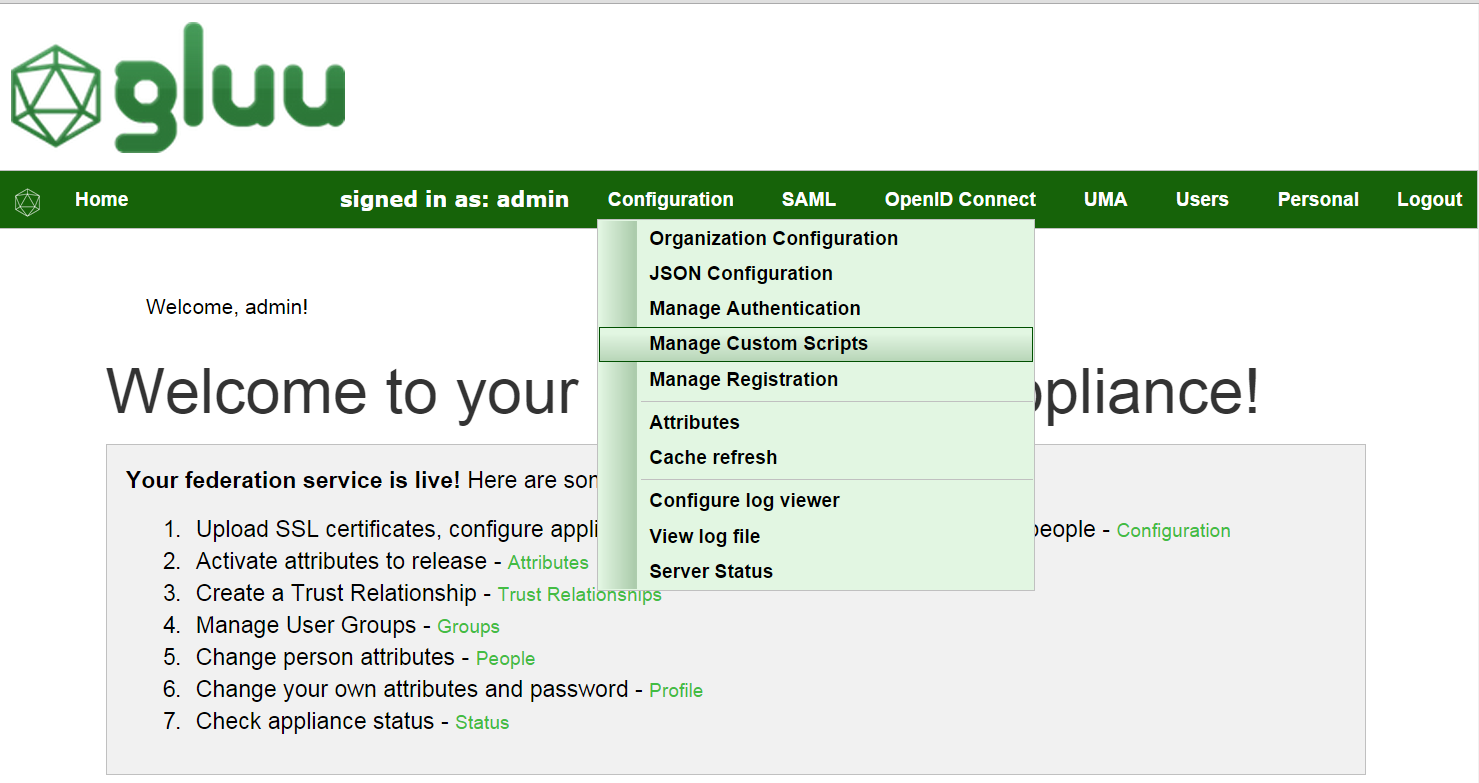 gluu
Home signed in as: admin Configuration SAML OpenID Connect UMA Users Personal Logout
Organization Configuration
JSON Configuration
Manage Authentication
Manage Custom Scripts
Manage Registration
Attributes
Cache refresh
Configure log viewer
View log file
Server Status
Welcome, admin!
Welcome to your ppliance!
Your federation service is live! Here are som
1. Upload SSL certificates, configure appli people - Configuration
2. Activate attributes to release - Attributes
3. Create a Trust Relationship - Trust Relationships
4. Manage User Groups - Groups
5. Change person attributes - People
6. Change your own attributes and password - Profile
7. Check appliance status - Status